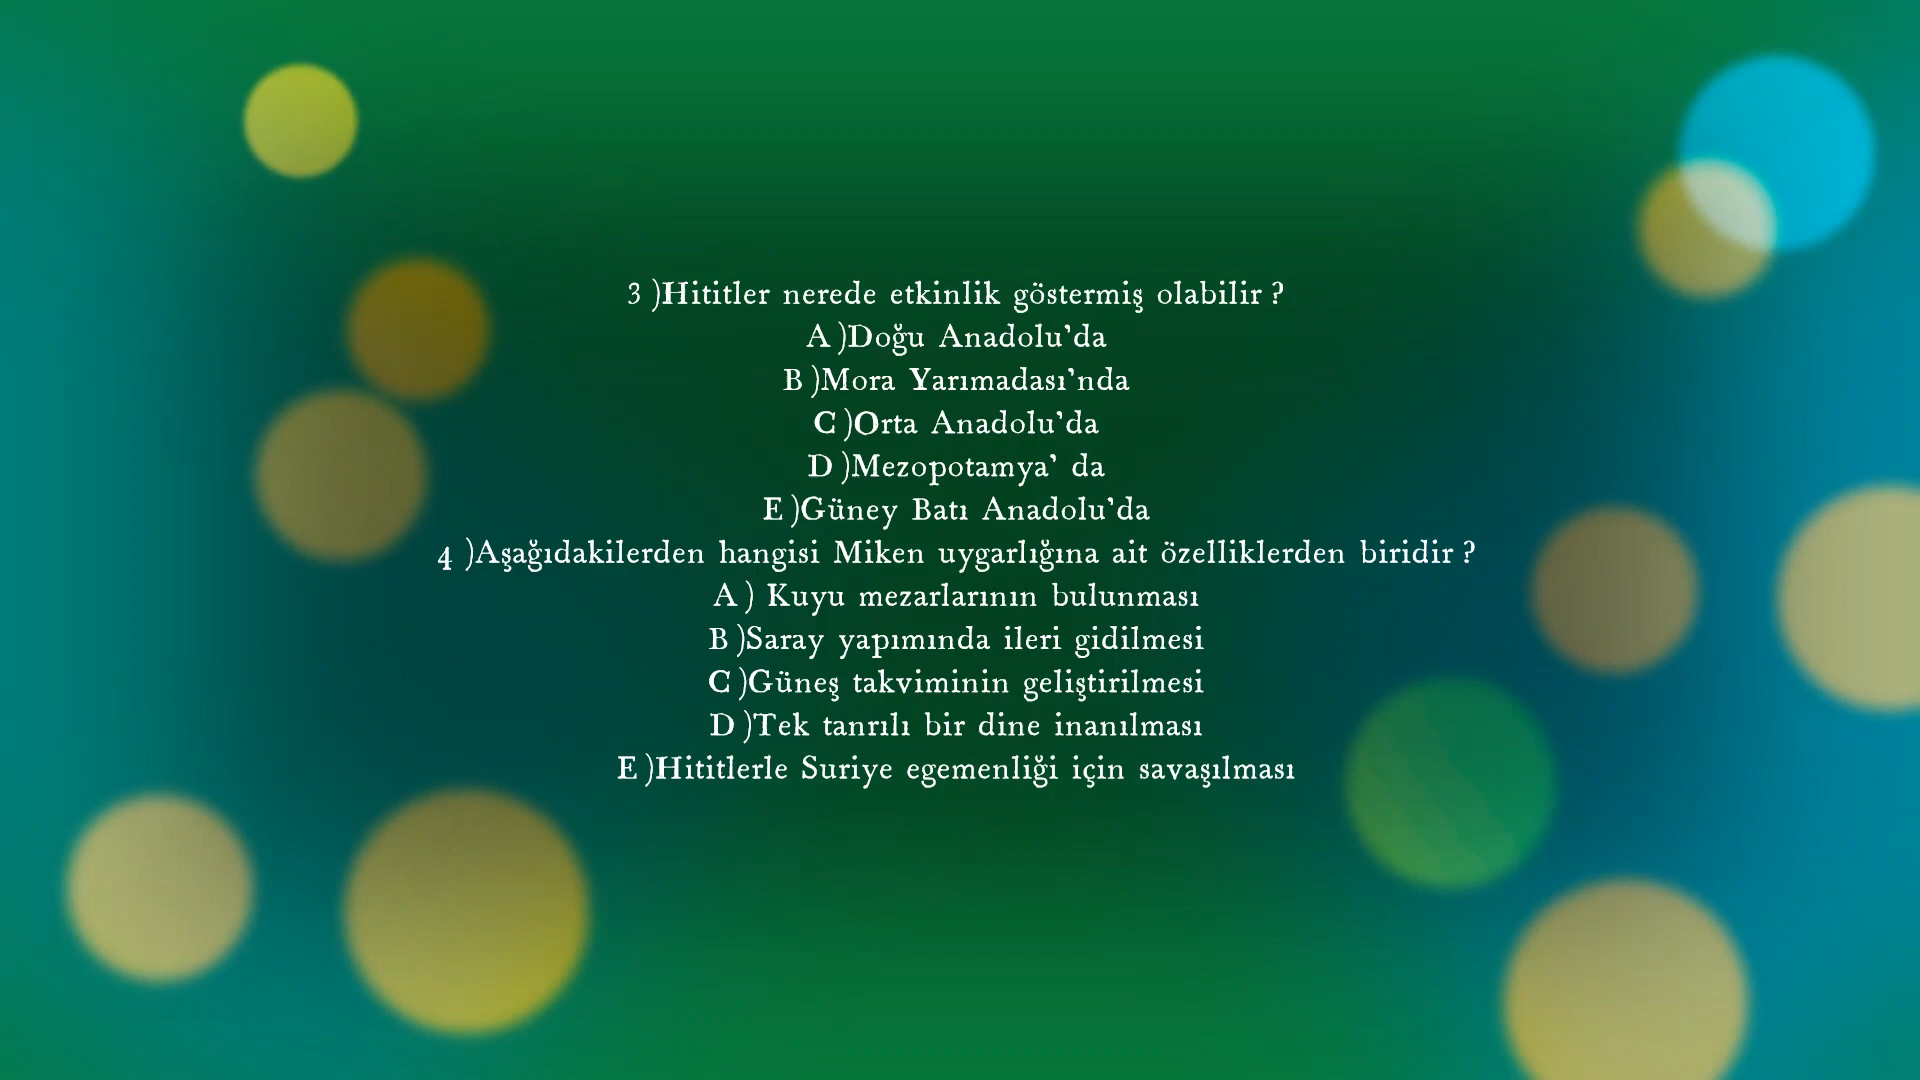 3 )Hititler nerede etkinlik göstermiş olabilir ?
A )Doğu Anadolu'da
B )Mora Yarımadası'nda
C )Orta Anadolu'da
D )Mezopotamya' da
E )Güney Batı Anadolu'da
4 )Aşağıdakilerden hangisi Miken uygarlığına ait özelliklerden biridir ?
A ) Kuyu mezarlarının bulunması
B )Saray yapımında ileri gidilmesi
C )Güneş takviminin geliştirilmesi
D )Tek tanrılı bir dine inanılması
E )Hititlerle Suriye egemenliği için savaşılması